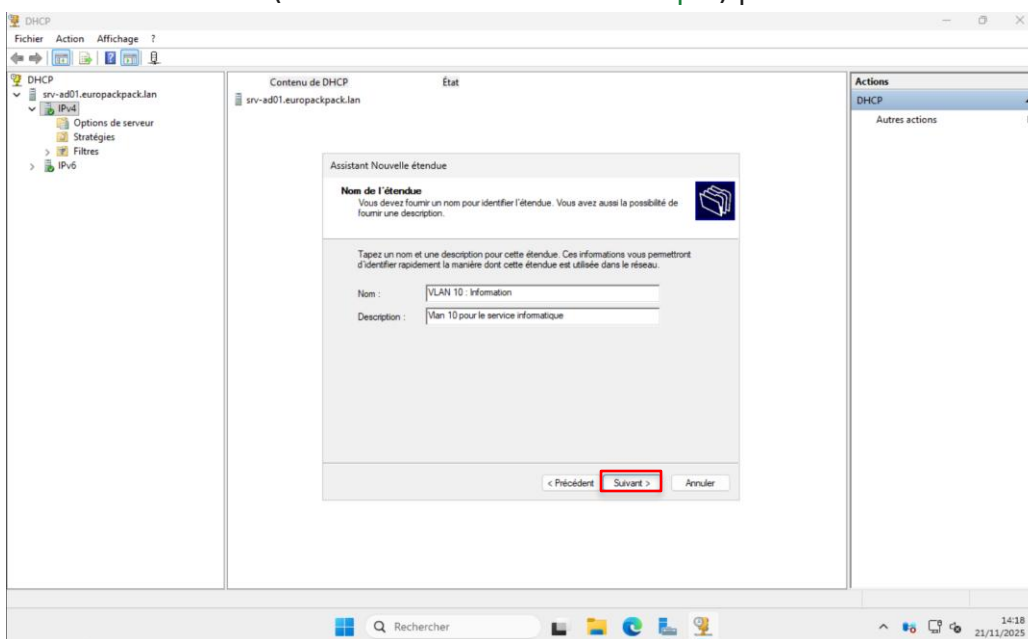 DHCP
Fichier Action Affichage ?
DHCP
srv-ad01.europackpack.lan
IPv4
Options de serveur
Stratégies
Filtres
IPv6
Contenu de DHCP État
srv-ad01.europackpack.lan
Assistant Nouvelle étendue
Nom de l'étendue
Vous devez fournir un nom pour identifier l'étendue. Vous avez aussi la possibilité de
fournir une description.
Tapez un nom et une description pour cette étendue. Ces informations vous permettront
d'identifier rapidement la manière dont cette étendue est utilisée dans le réseau.
Nom : VLAN 10 : Information
Description : Vlan 10 pour le service informatique
< Précédent Suivant > Annuler
Actions
DHCP
Autres actions
Rechercher
14:18
21/11/2025